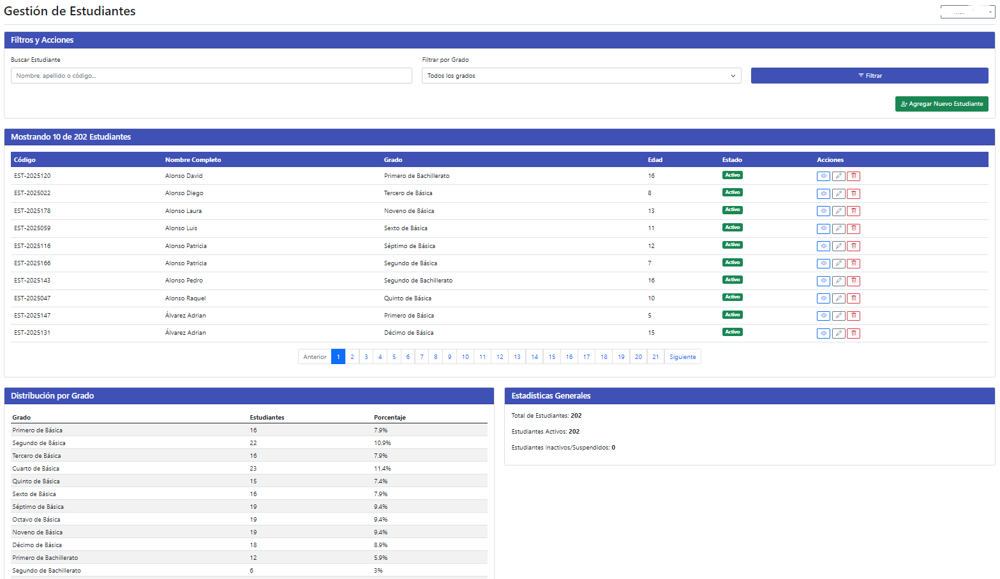 Gestión de Estudiantes
Filtros y Acciones
Buscar Estudiante
Filtrar por Grado
Nombre, apellido o código...
Todos los grados
Filtrar
Agregar Nuevo Estudiante
Mostrando 10 de 202 Estudiantes
Código Nombre Completo Grado Edad Estado Acciones
EST-2025120 Alonso David Primero de Bachillerato 16 Activo
EST-2025022 Alonso Diego Tercero de Básica 8 Activo
EST-2025178 Alonso Laura Noveno de Básica 13 Activo
EST-2025059 Alonso Luis Sexto de Básica 11 Activo
EST-2025116 Alonso Patricia Séptimo de Básica 12 Activo
EST-2025166 Alonso Patricia Segundo de Básica 7 Activo
EST-2025143 Alonso Pedro Segundo de Bachillerato 16 Activo
EST-2025047 Alonso Raquel Quinto de Básica 10 Activo
EST-2025147 Álvarez Adrian Primero de Básica 5 Activo
EST-2025131 Álvarez Adrian Décimo de Básica 15 Activo
Anterior 1 2 3 4 5 6 7 8 9 10 11 12 13 14 15 16 17 18 19 20 21 Siguiente
Distribución por Grado
Grado Estudiantes Porcentaje
Primero de Básica 16 7.9%
Segundo de Básica 22 10.9%
Tercero de Básica 16 7.9%
Cuarto de Básica 23 11.4%
Quinto de Básica 15 7.4%
Sexto de Básica 16 7.9%
Séptimo de Básica 19 9.4%
Octavo de Básica 19 9.4%
Noveno de Básica 19 9.4%
Décimo de Básica 18 8.9%
Primero de Bachillerato 12 5.9%
Segundo de Bachillerato 6 3%
Estadísticas Generales
Total de Estudiantes: 202
Estudiantes Activos: 202
Estudiantes Inactivos/Suspendidos: 0